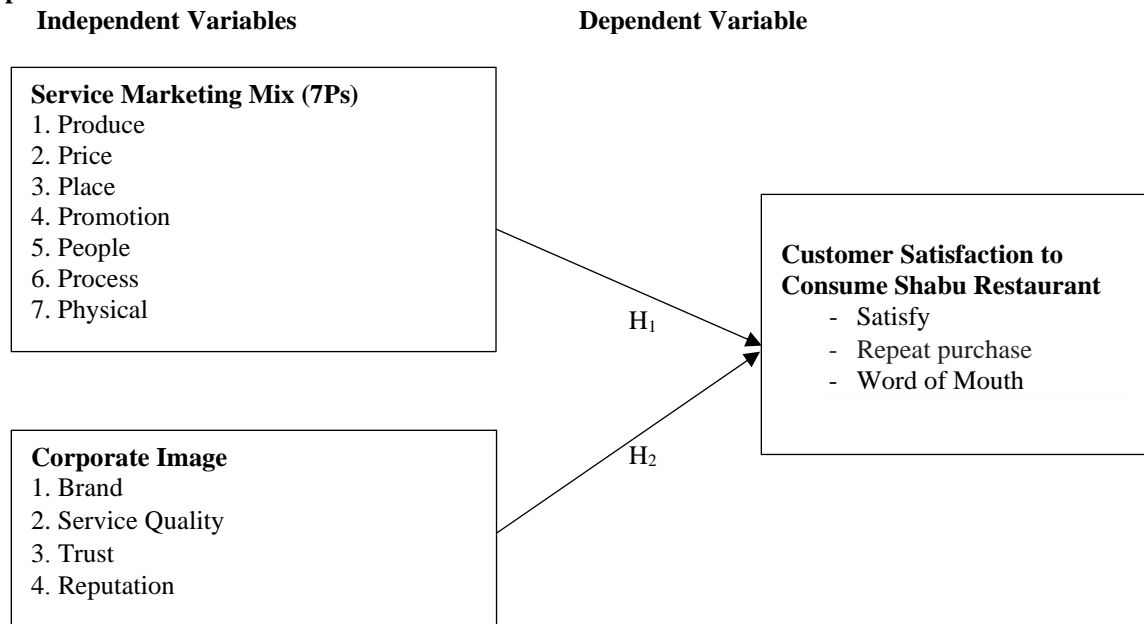 Independent Variables
Dependent Variable
Service Marketing Mix (7Ps)
1. Produce
2. Price
3. Place
4. Promotion
5. People
6. Process
7. Physical
H1
Customer Satisfaction to
Consume Shabu Restaurant
- Satisfy
- Repeat purchase
- Word of Mouth
H2
Corporate Image
1. Brand
2. Service Quality
3. Trust
4. Reputation